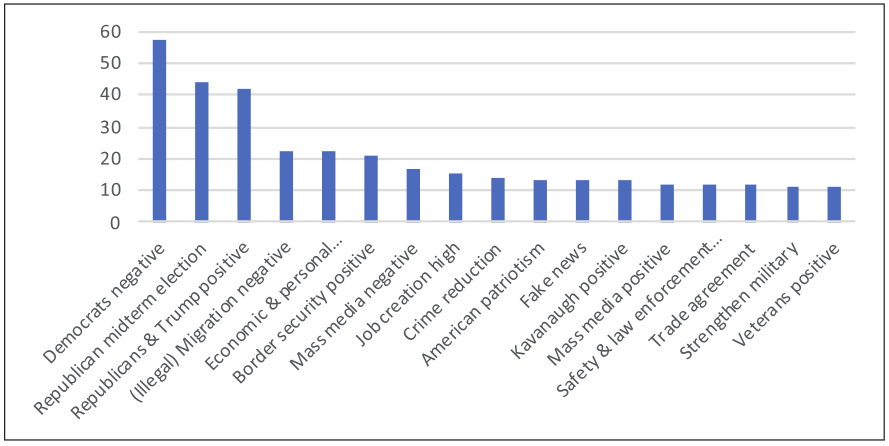 60
50
40
30
20
10
0
Democrats negative
Republican midterm election
Republicans & Trump positive
(Illegal) Migration negative
Economic & personal...
Border security positive
Mass media negative
Job creation high
Crime reduction
American patriotism
Fake news
Kavanaugh positive
Mass media positive
Safety & law enforcement...
Trade agreement
Strengthen military
Veterans positive